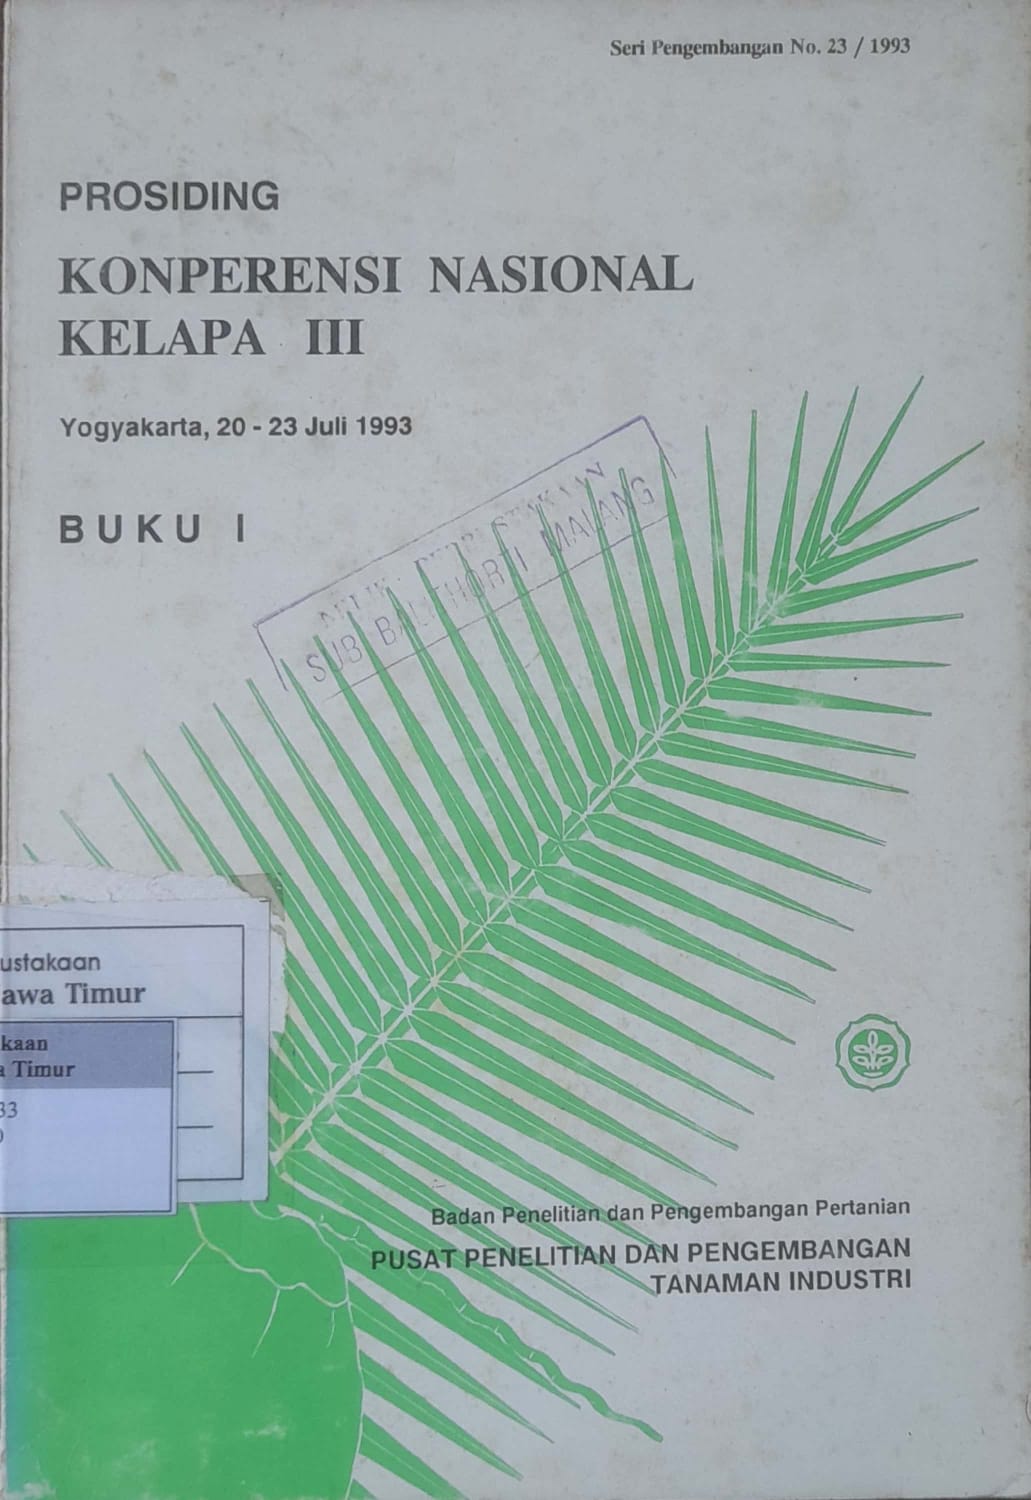 Seri Pengembangan No. 23 / 1993
PROSIDING
KONPERENSI NASIONAL
KELAPA III
Yogyakarta, 20 - 23 Juli 1993
BUKU I
SUB BALITHORTI MALANG
ustakaan
awa Timur
kaan
a Timur
33
Badan Penelitian dan Pengembangan Pertanian
PUSAT PENELITIAN DAN PENGEMBANGAN
TANAMAN INDUSTRI